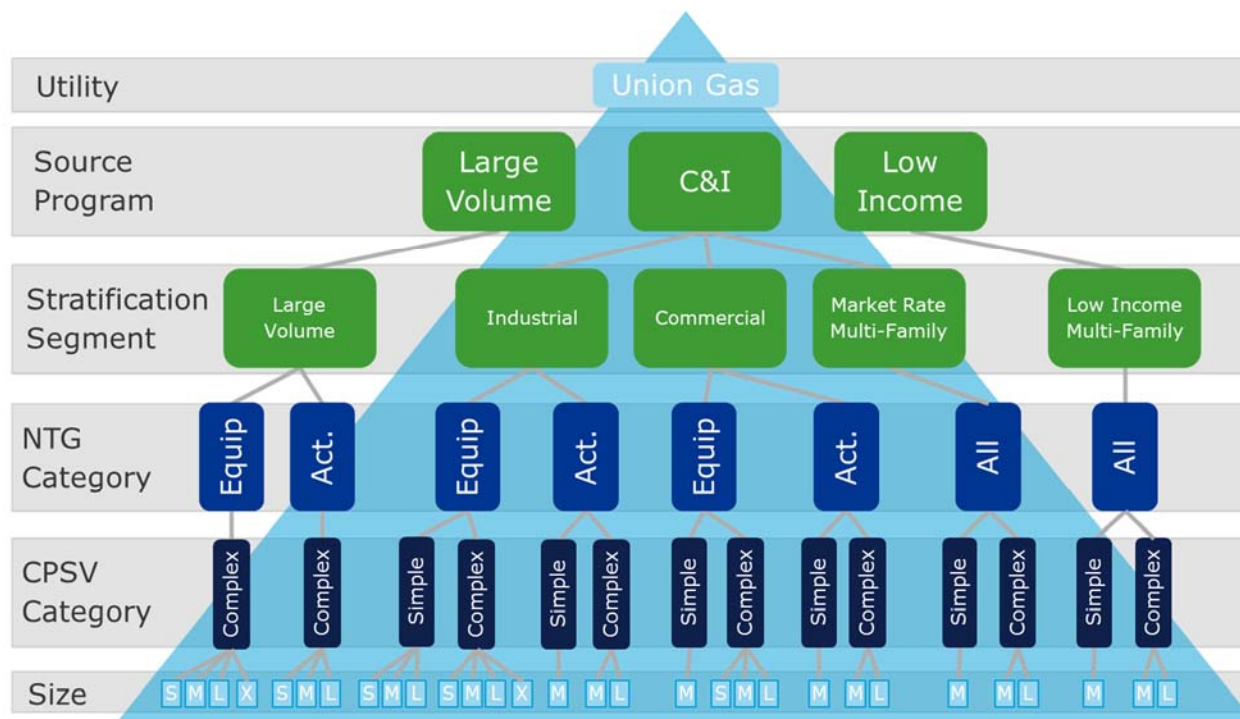 Utility
Union Gas
Source
Program
Large
Volume
C&I
Low
Income
Stratification
Segment
Large
Volume
Industrial
Commercial
Market Rate
Multi-Family
Low Income
Multi-Family
NTG
Category
Equip
Act.
Equip
Act.
Equip
Act.
All
All
CPSV
Category
Complex
Complex
Simple
Complex
Simple
Complex
Simple
Complex
Simple
Complex
Simple
Complex
Simple
Complex
Size
S M L X S M L S M L S M L X M M L M S M L M M L M M L M M L